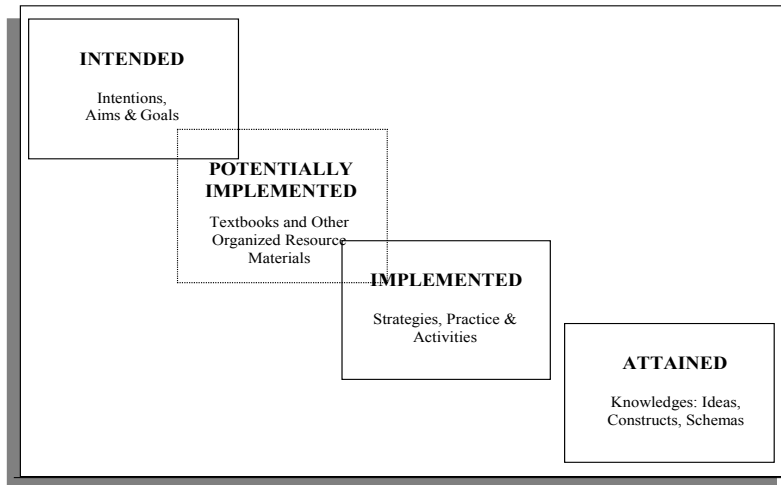 INTENDED
Intentions,
Aims & Goals
POTENTIALLY
IMPLEMENTED
Textbooks and Other
Organized Resource
Materials
IMPLEMENTED
Strategies, Practice &
Activities
ATTAINED
Knowledges: Ideas,
Constructs, Schemas